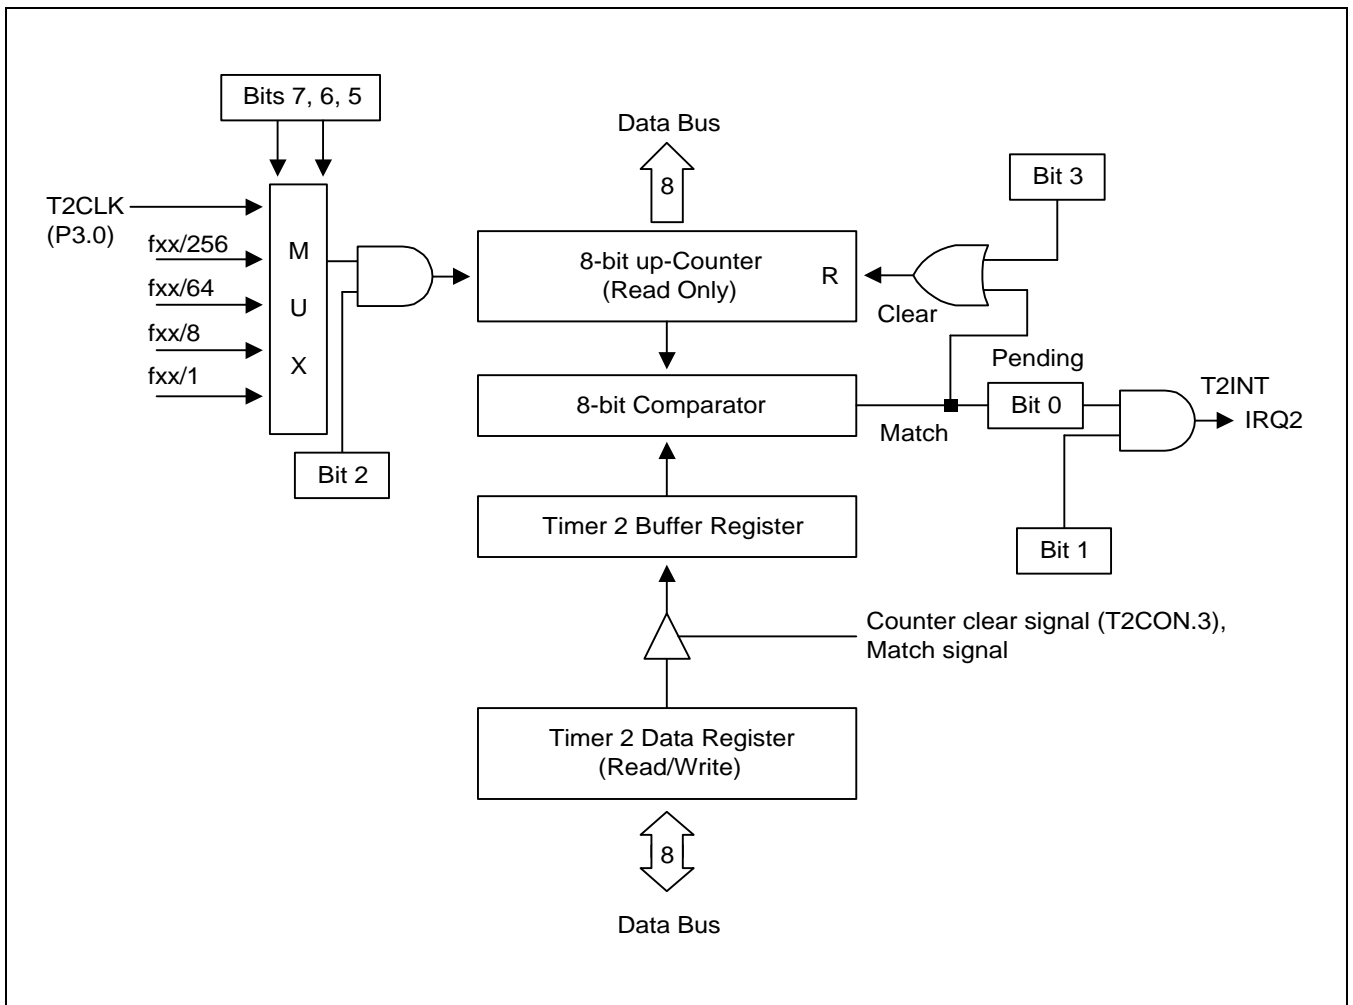 Bits 7, 6, 5
Data Bus
8
Bit 3
T2CLK
(P3.0)
fxx/256
fxx/64
fxx/8
fxx/1
M
U
X
8-bit up-Counter
(Read Only)
R
Clear
Pending
8-bit Comparator
Match
Bit 0
T2INT
IRQ2
Bit 2
Timer 2 Buffer Register
Bit 1
Counter clear signal (T2CON.3),
Match signal
Timer 2 Data Register
(Read/Write)
8
Data Bus